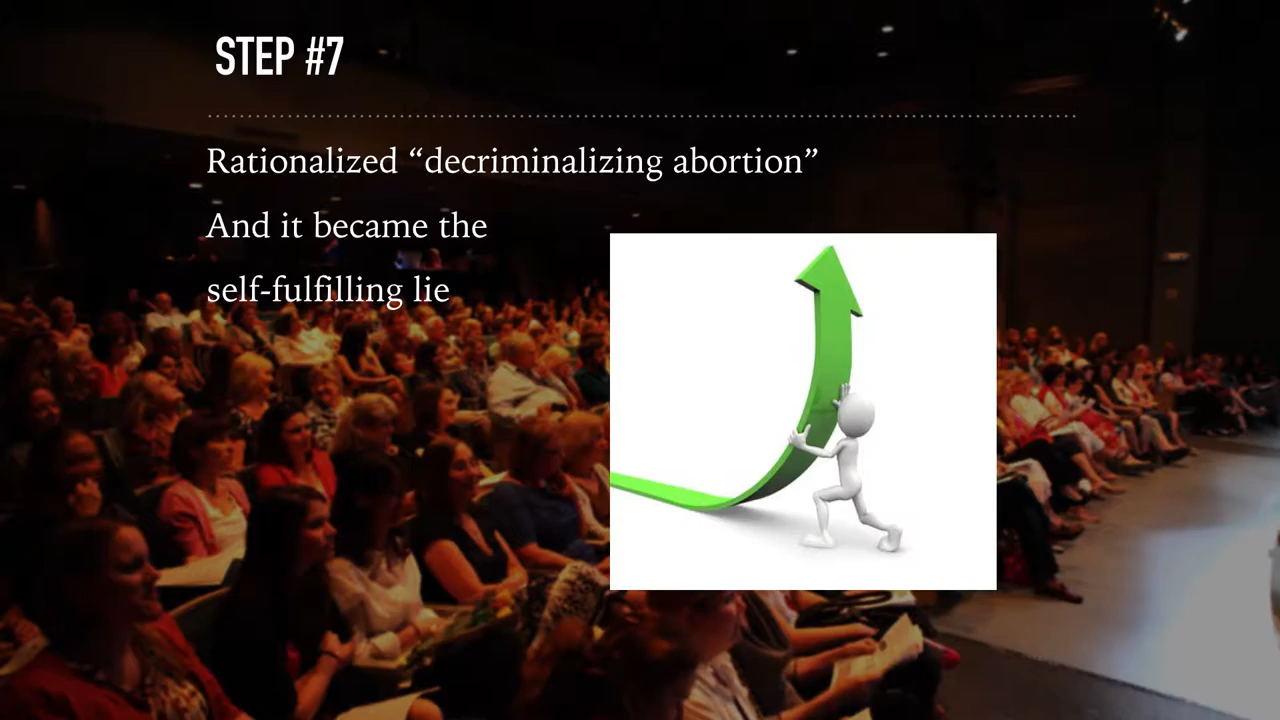 STEP #7
Rationalized “decriminalizing abortion”
And it became the
self-fulfilling lie